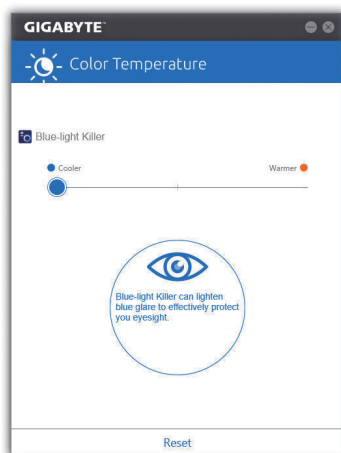 GIGABYTE™
Color Temperature
Blue-light Killer
Cooler
Warmer
Blue-light Killer can lighten
blue glare to effectively protect
you eyesight.
Reset